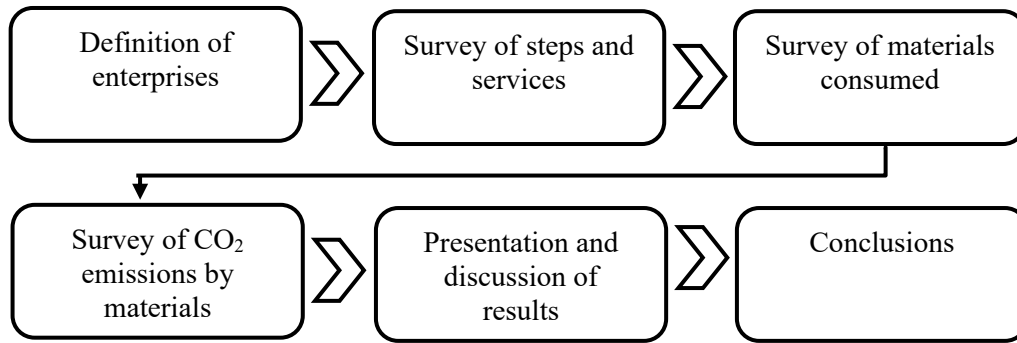 Definition of
enterprises
Survey of steps and
services
Survey of materials
consumed
Survey of CO₂
emissions by
materials
Presentation and
discussion of
results
Conclusions